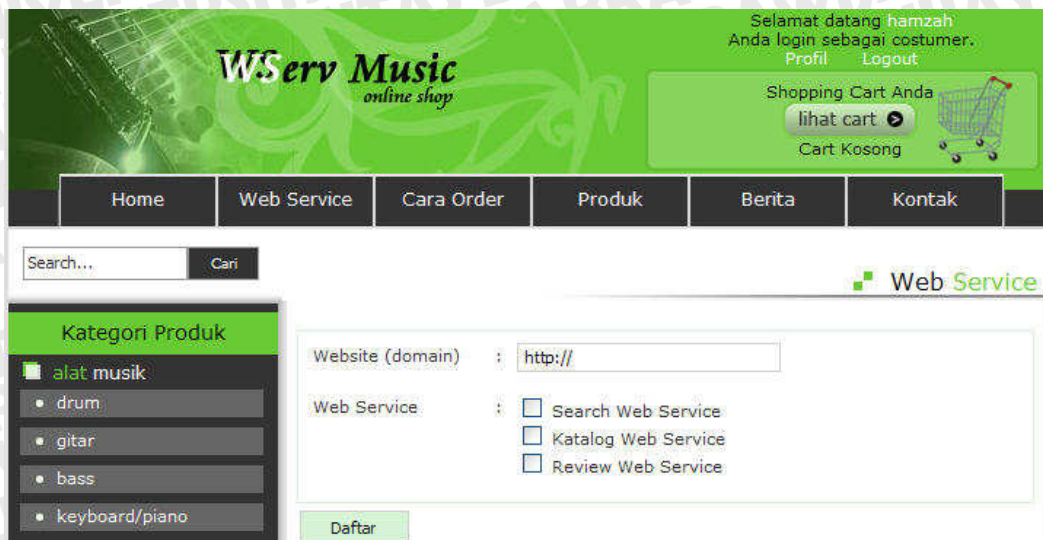 WServ Music
online shop
Selamat datang hamzah
Anda login sebagai costumer.
Profil Logout
Shopping Cart Anda
lihat cart
Cart Kosong
Home Web Service Cara Order Produk Berita Kontak
Search... Cari
Web Service
Kategori Produk
alat musik
drum
gitar
bass
keyboard/piano
Website (domain) : http://
Web Service : Search Web Service
Katalog Web Service
Review Web Service
Daftar